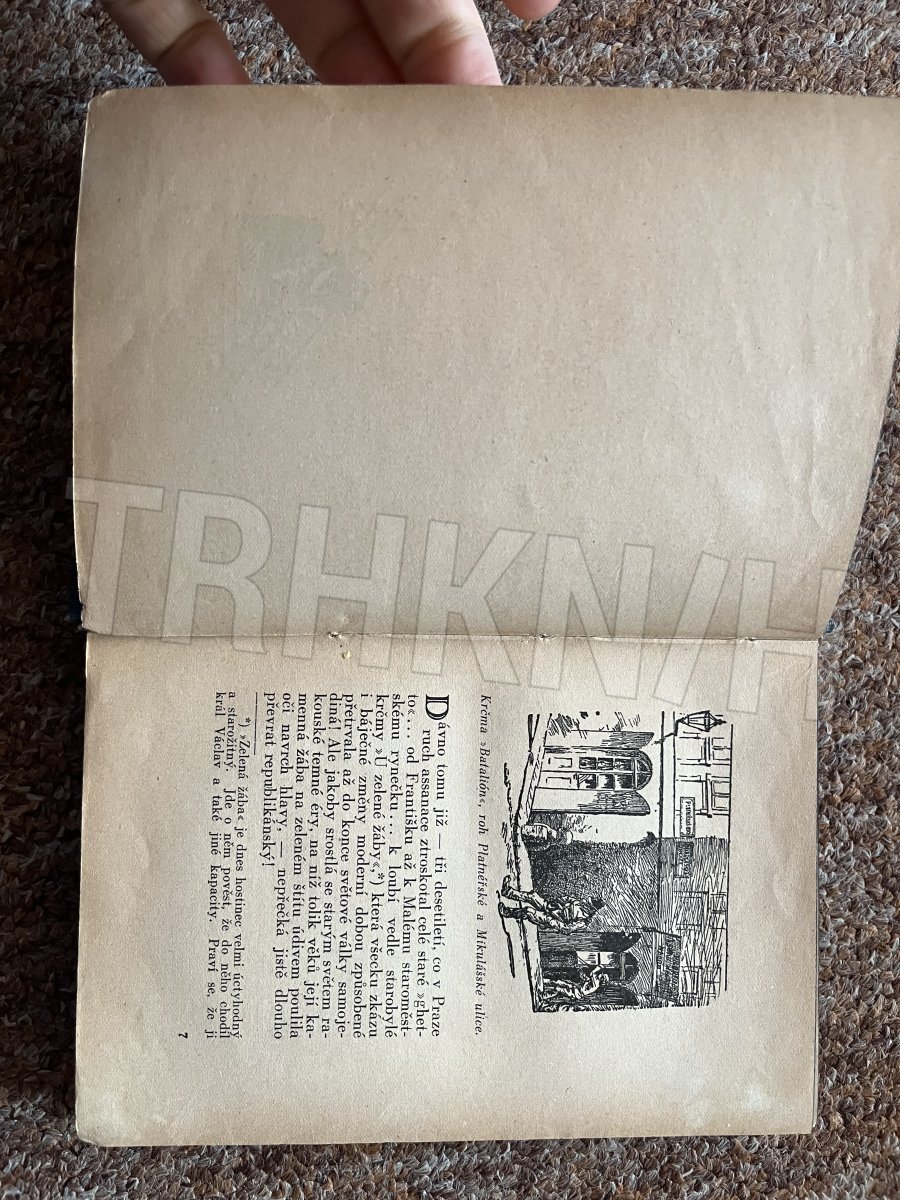 Krčma »Batalión«, roh Platnéřské a Mikulášské ulice.
Dávno tomu již — tři desetiletí, co v Praze
ruch assanace ztroskotal celé staré »ghet-
to«... od Františku až k Malému staroměst-
skému rynečku... k loubí vedle starobylé
krčmy »U zelené žáby«,*) která všecku zkázu
i báječné změny moderní dobou způsobené
přetrvala až do konce světové války samoje-
diná! Ale jakoby srostlá se starým světem ra-
kouské temné éry, na níž tolik věků její ka-
menná žába na zeleném štítu údivem poulila
oči navrch hlavy, — nepřečká jistě dlouho
převrat republikánský!
*) »Zelená žába« je dnes hostinec velmi úctyhodný
a starožitný. Jde o něm pověst, že do něho chodil
král Václav a také jiné kapacity. Praví se, že ji
7
TRHKNIH